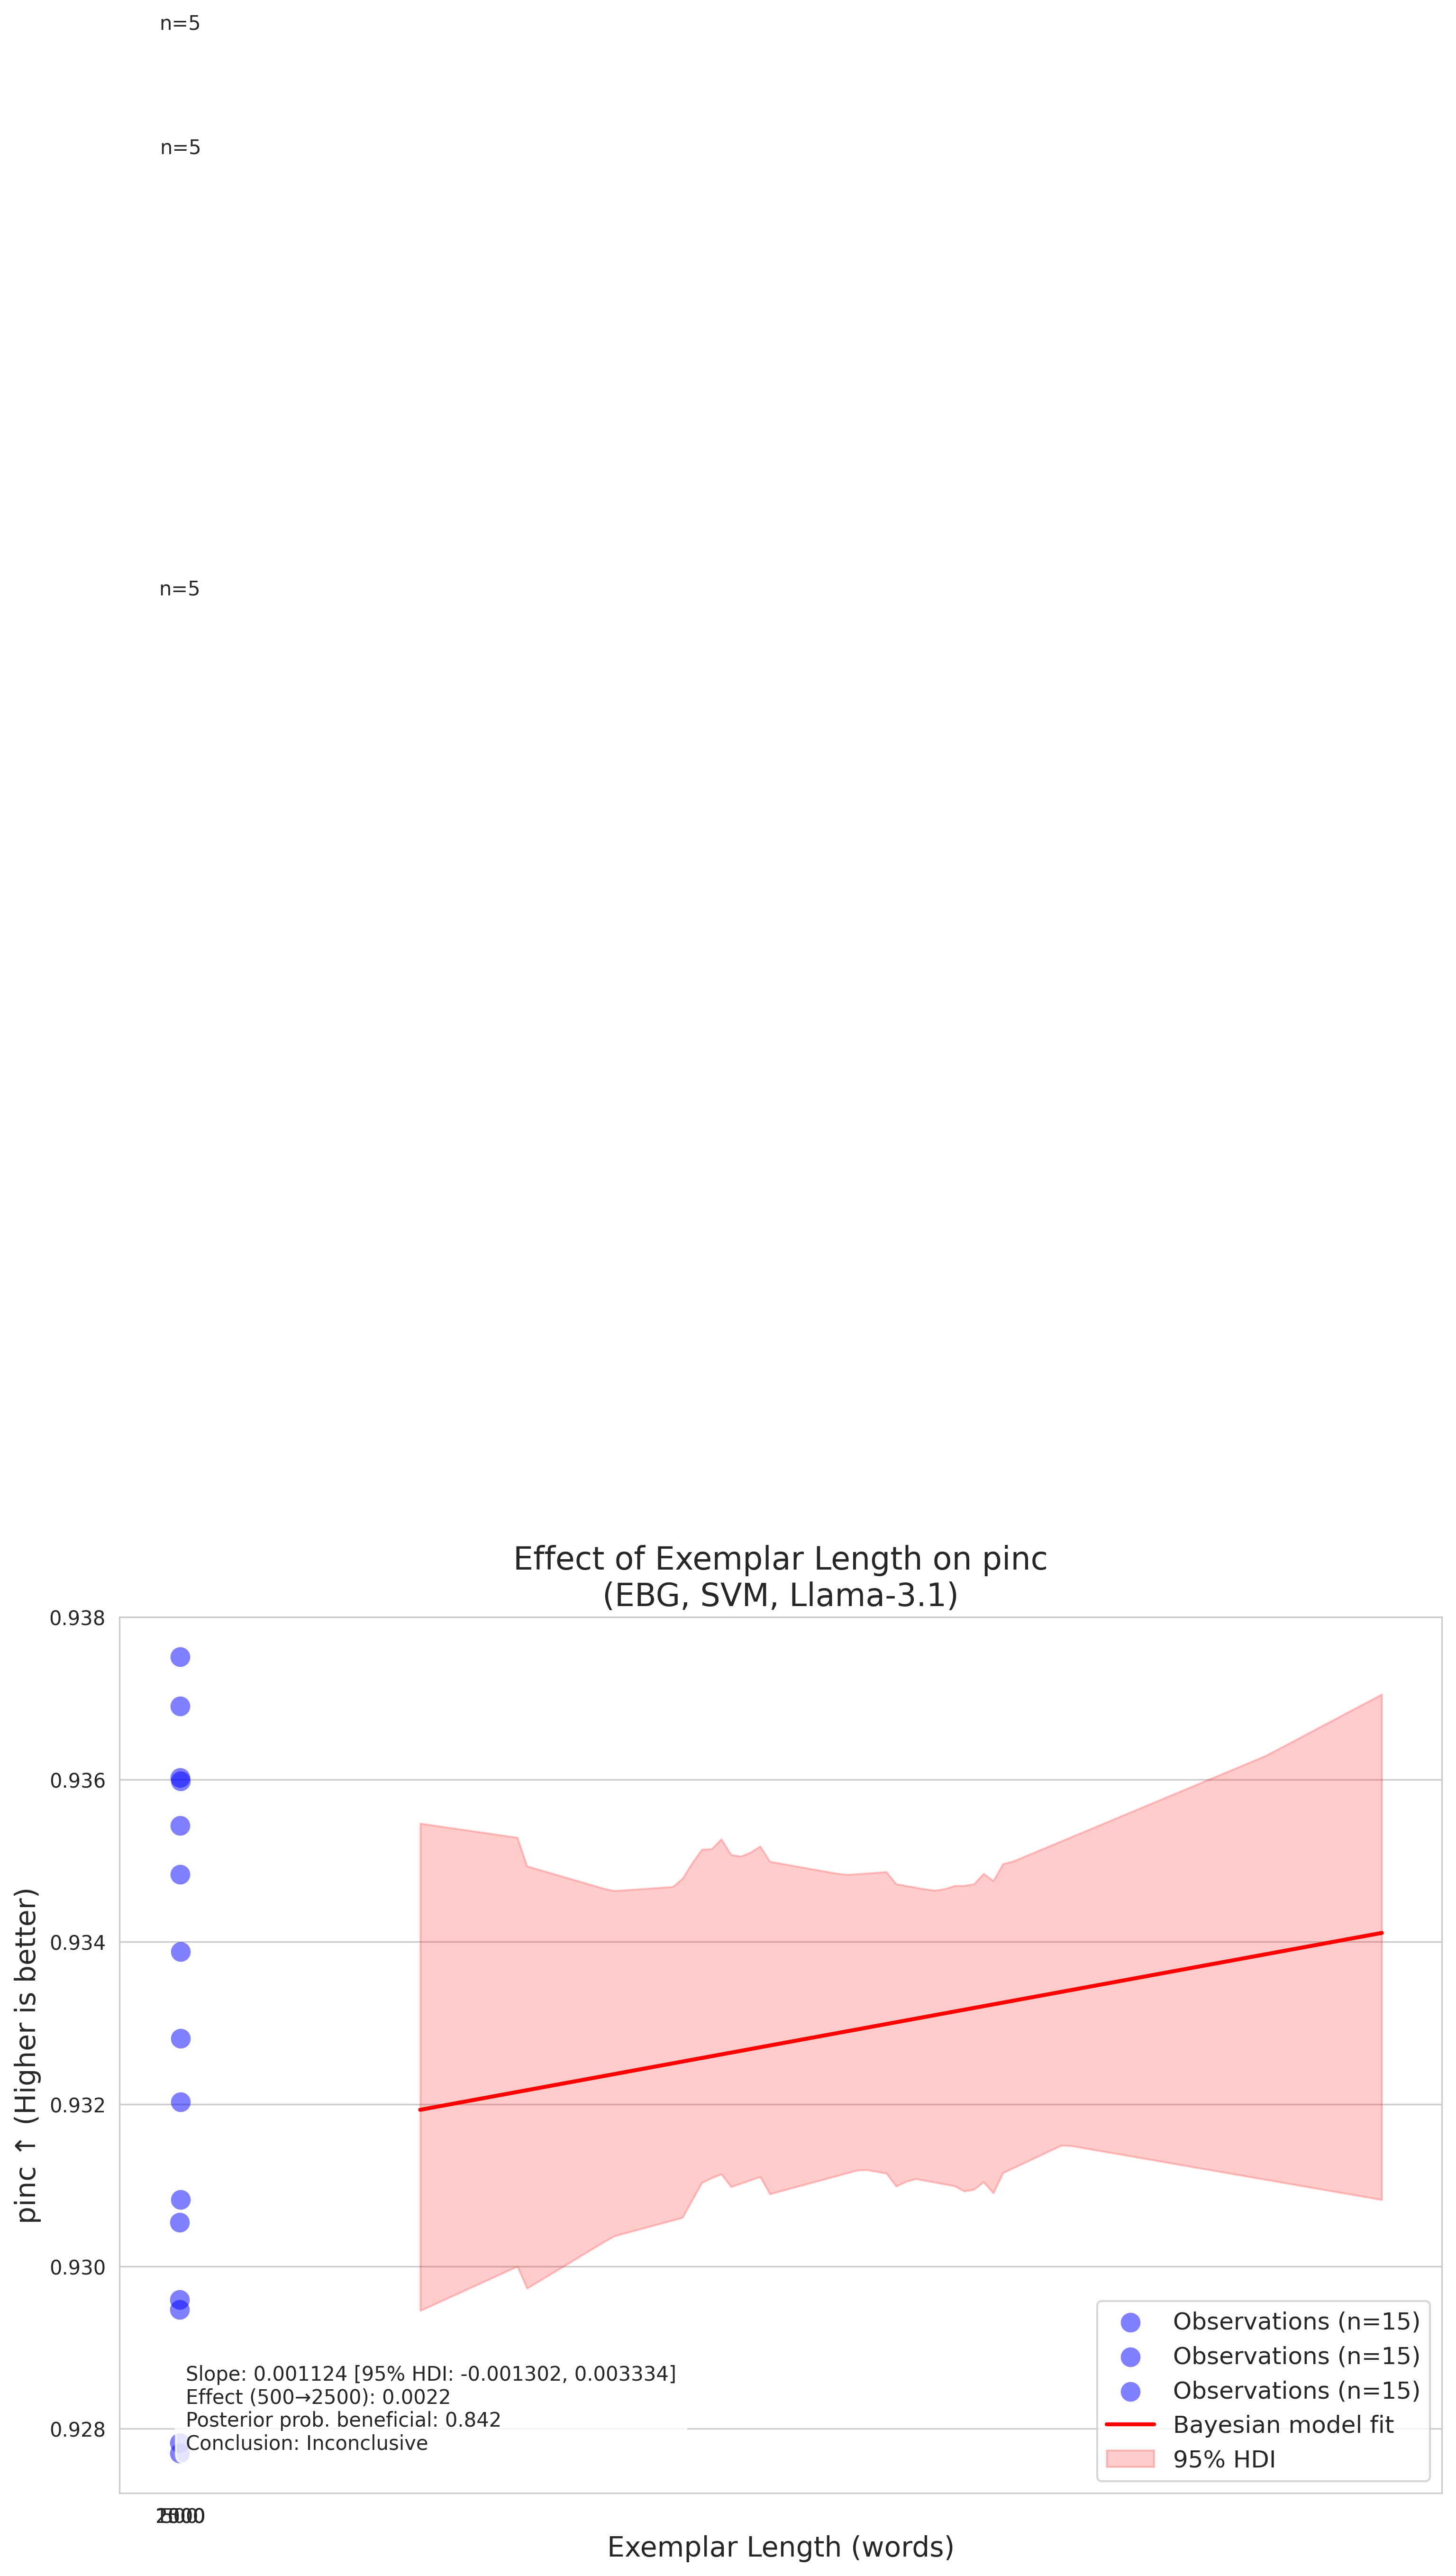 n=5
n=5
n=5
Effect of Exemplar Length on pinc
(EBG, SVM, Llama-3.1)
pinc ↑ (Higher is better)
0.938
0.936
0.934
0.932
0.930
0.928
Slope: 0.001124 [95% HDI: -0.001302, 0.003334]
Effect (500→2500): 0.0022
Posterior prob. beneficial: 0.842
Conclusion: Inconclusive
Observations (n=15)
Observations (n=15)
Observations (n=15)
Bayesian model fit
95% HDI
Exemplar Length (words)